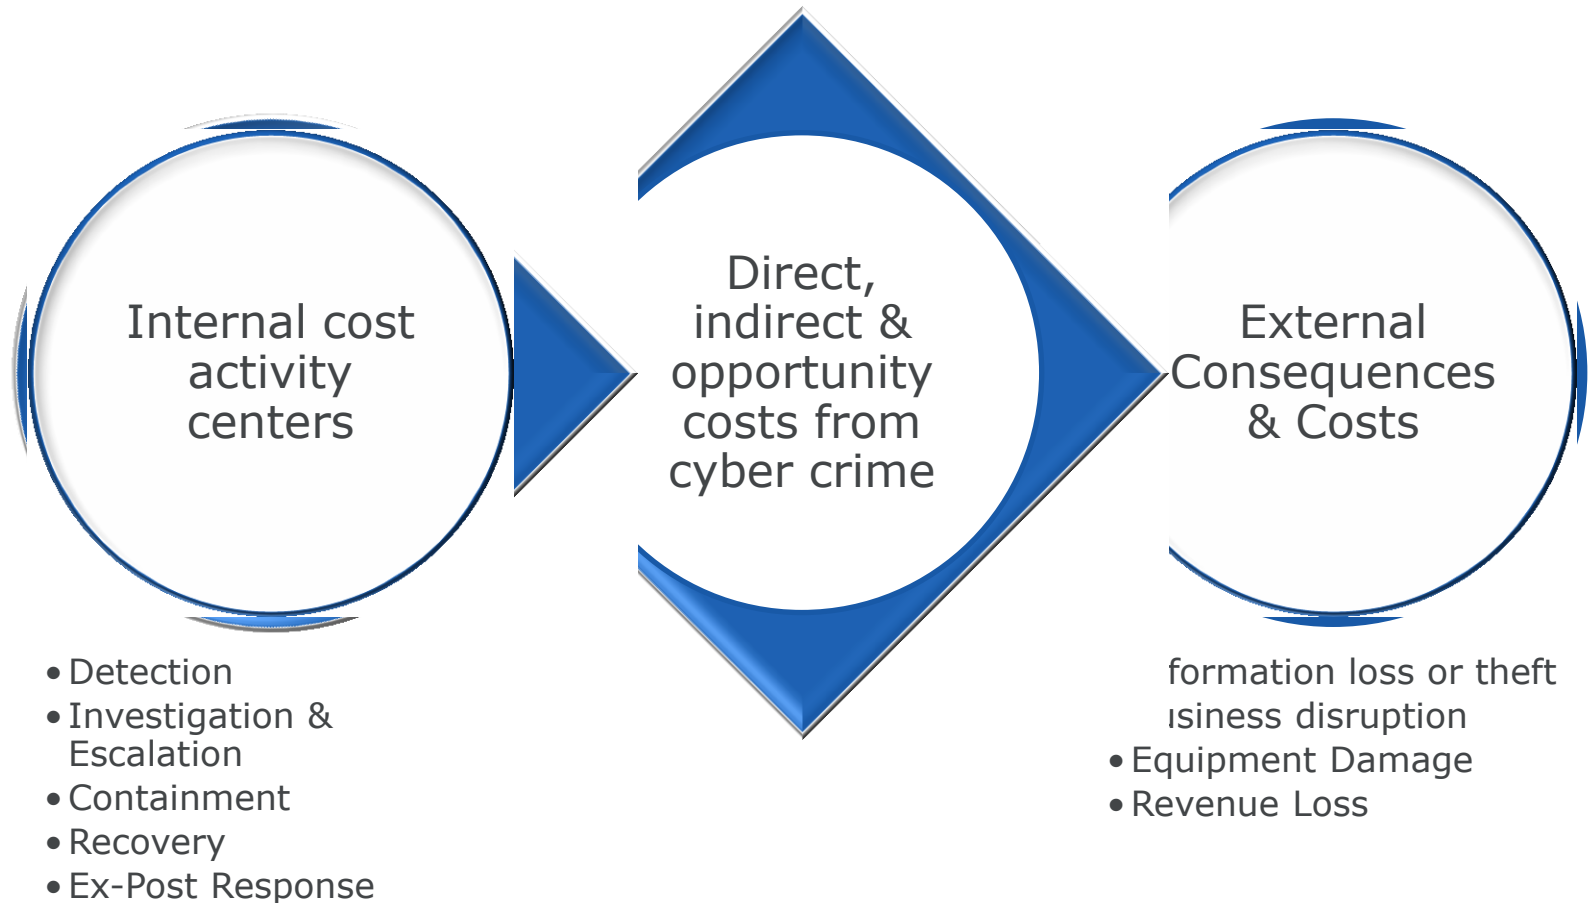 Internal cost
activity
centers
Direct,
indirect &
opportunity
costs from
cyber crime
External
Consequences
& Costs
• Detection
• Investigation &
Escalation
• Containment
• Recovery
• Ex-Post Response
formation loss or theft
usiness disruption
• Equipment Damage
• Revenue Loss